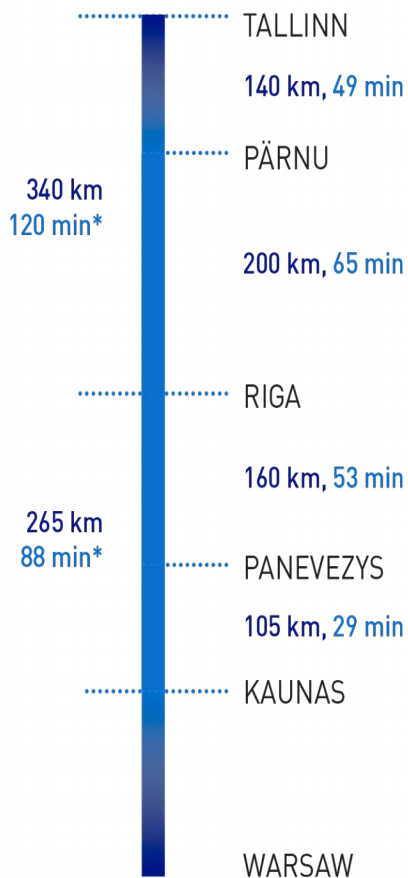 TALLINN
140 km, 49 min
PÄRNU
340 km
120 min*
200 km, 65 min
RIGA
160 km, 53 min
265 km
88 min*
PANEVEZYS
105 km, 29 min
KAUNAS
WARSAW